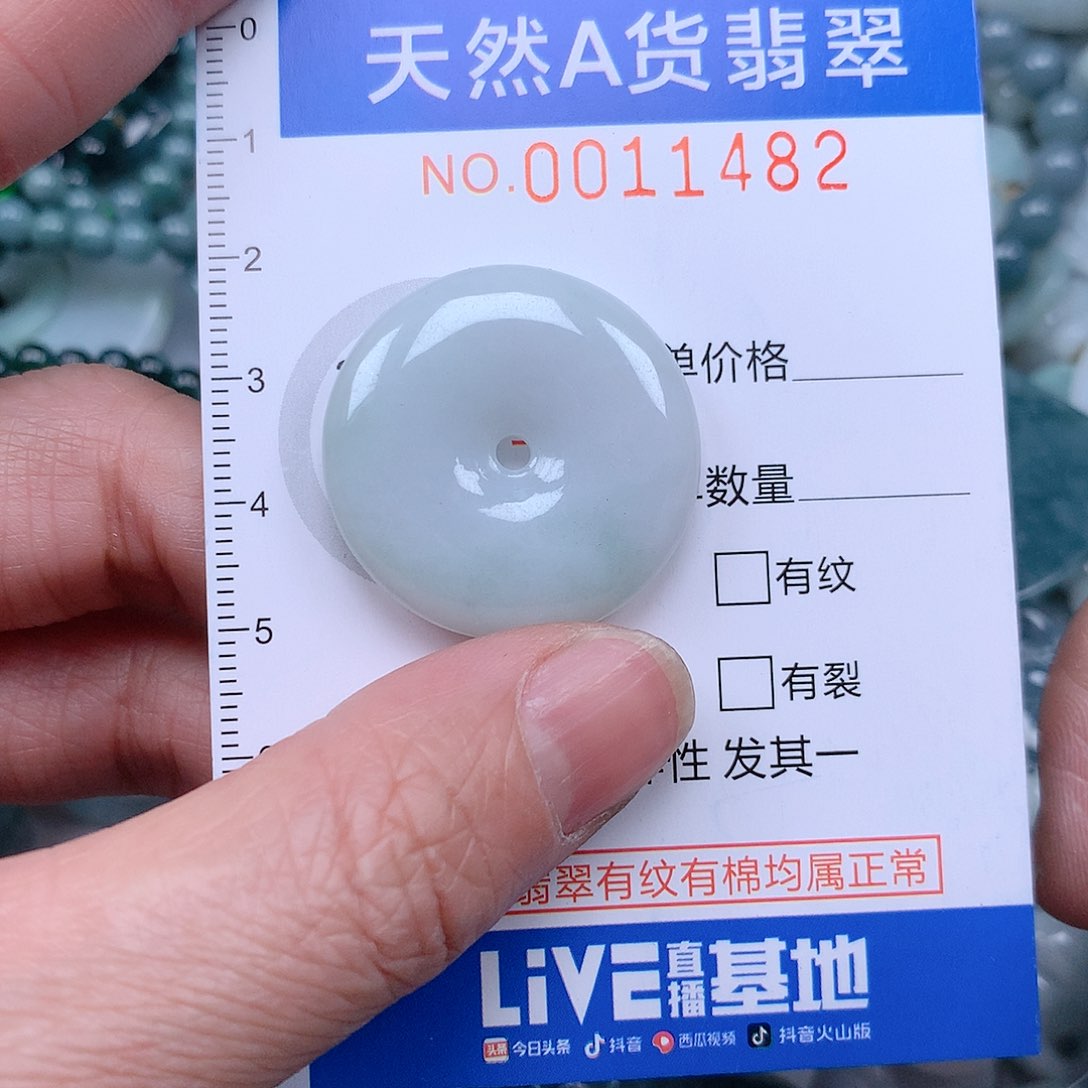 天然A货翡翠
NO.0011482
0
1
2
3
4
5
单价格
数量
有纹
有裂
性 发其一
翡翠有纹有棉均属正常
LiVE直播基地
头条 今日头条 抖音 西瓜视频 抖音火山版